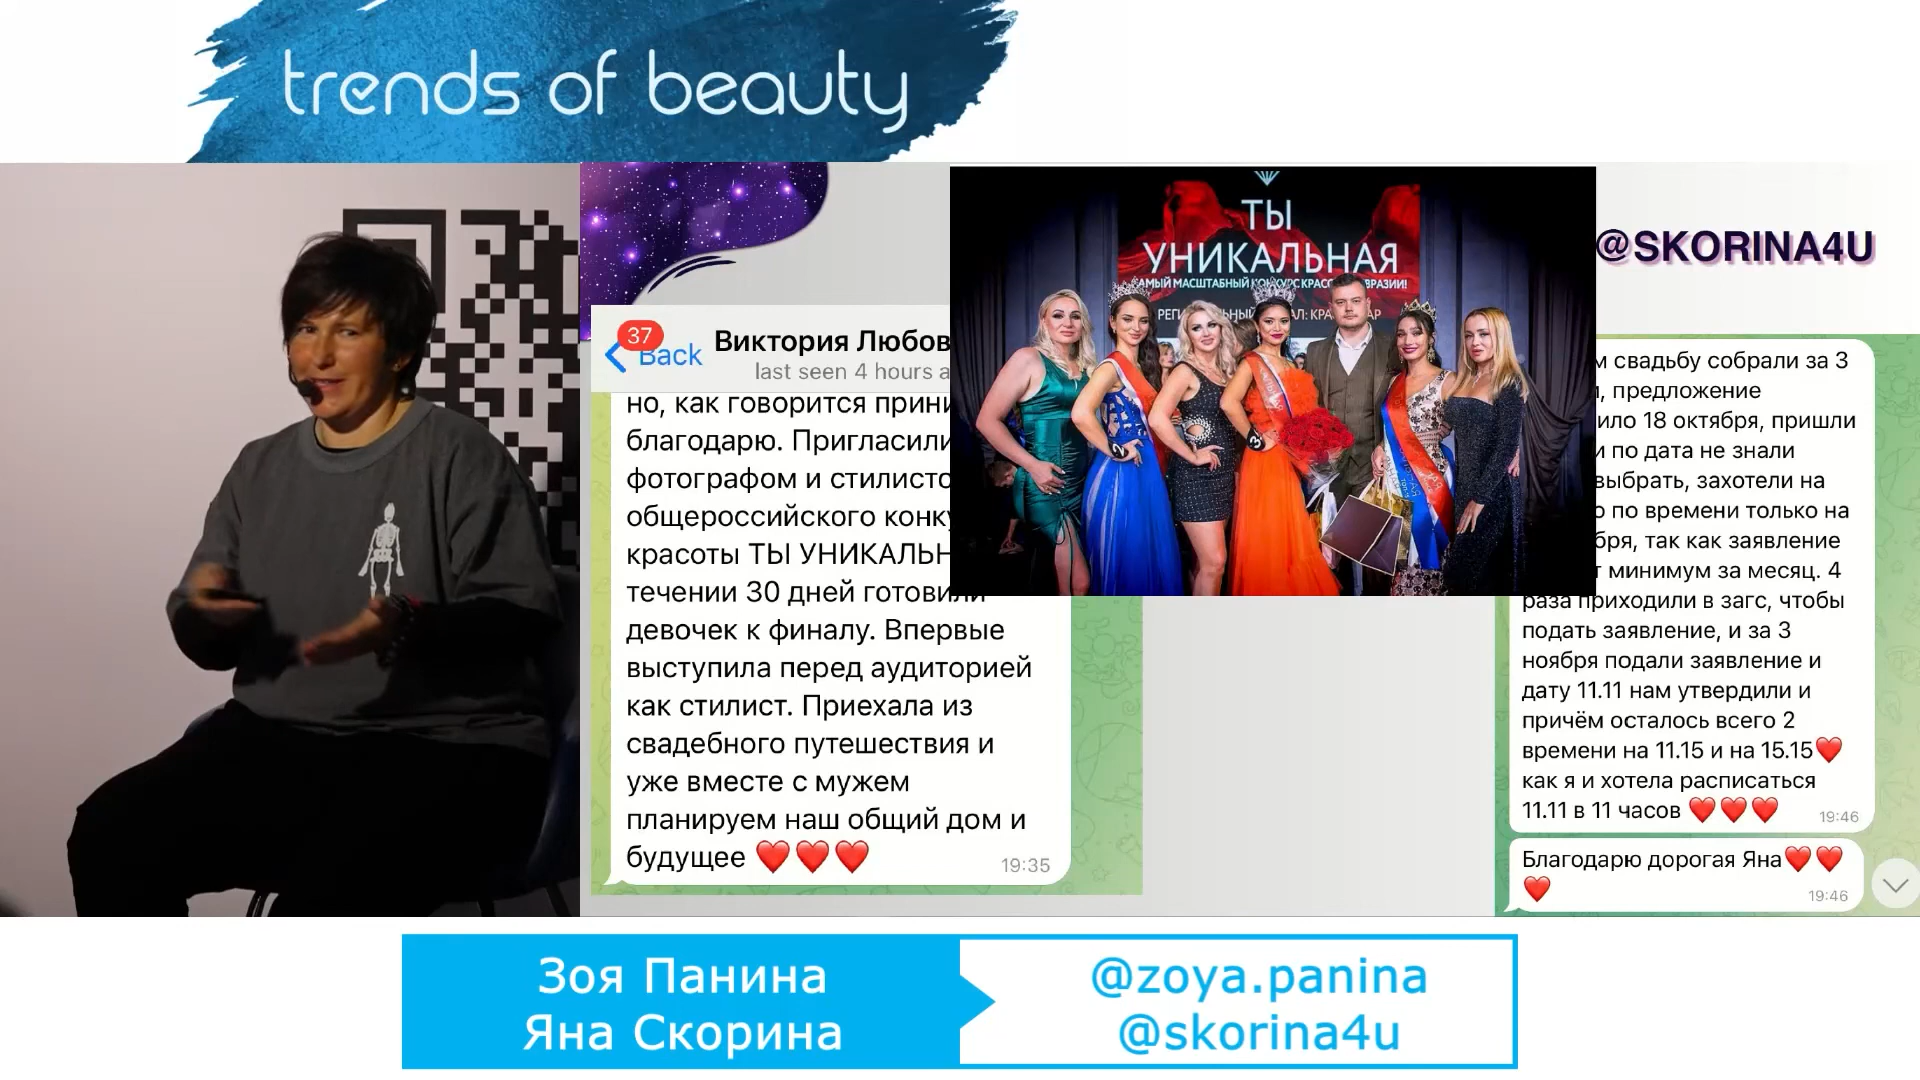 trends of beauty
@SKORINA4U
ТЫ
УНИКАЛЬНАЯ
37
Back
Виктория Любов
last seen 4 hours a
но, как говорится прини
благодарю. Пригласили
фотографом и стилисто
общероссийского конку
красоты ТЫ УНИКАЛЬН
течении 30 дней готовили
девочек к финалу. Впервые
выступила перед аудиторией
как стилист. Приехала из
свадебного путешествия и
уже вместе с мужем
планируем наш общий дом и
будущее ❤️❤️❤️
19:35
м свадьбу собрали за 3
предложение
ило 18 октября, пришли
и по дата не знали
выбрать, захотели на
о по времени только на
бря, так как заявление
т минимум за месяц. 4
раза приходили в загс, чтобы
подать заявление, и за 3
ноября подали заявление и
дату 11.11 нам утвердили и
причём осталось всего 2
времени на 11.15 и на 15.15❤️
как я и хотела расписаться
11.11 в 11 часов ❤️❤️❤️
19:46
Благодарю дорогая Яна❤️❤️
❤️
19:46
Зоя Панина
Яна Скорина
@zoya.panina
@skorina4u